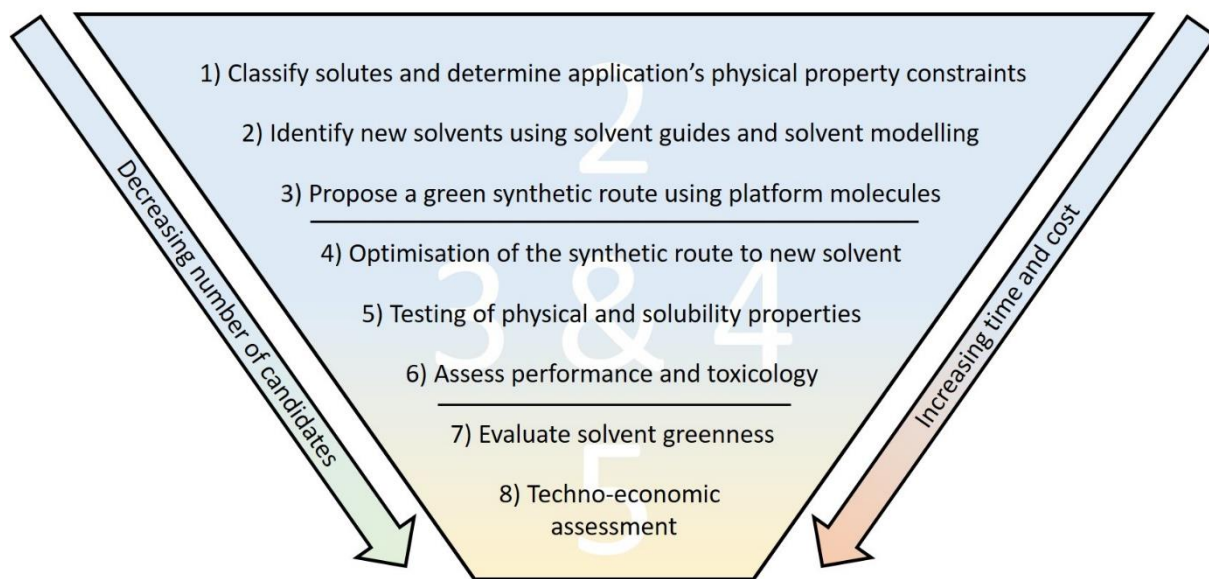 1) Classify solutes and determine application's physical property constraints
2) Identify new solvents using solvent guides and solvent modelling
3) Propose a green synthetic route using platform molecules
4) Optimisation of the synthetic route to new solvent
5) Testing of physical and solubility properties
6) Assess performance and toxicology
7) Evaluate solvent greenness
8) Techno-economic
assessment
2
3 & 4
5
Decreasing number of candidates
Increasing time and cost